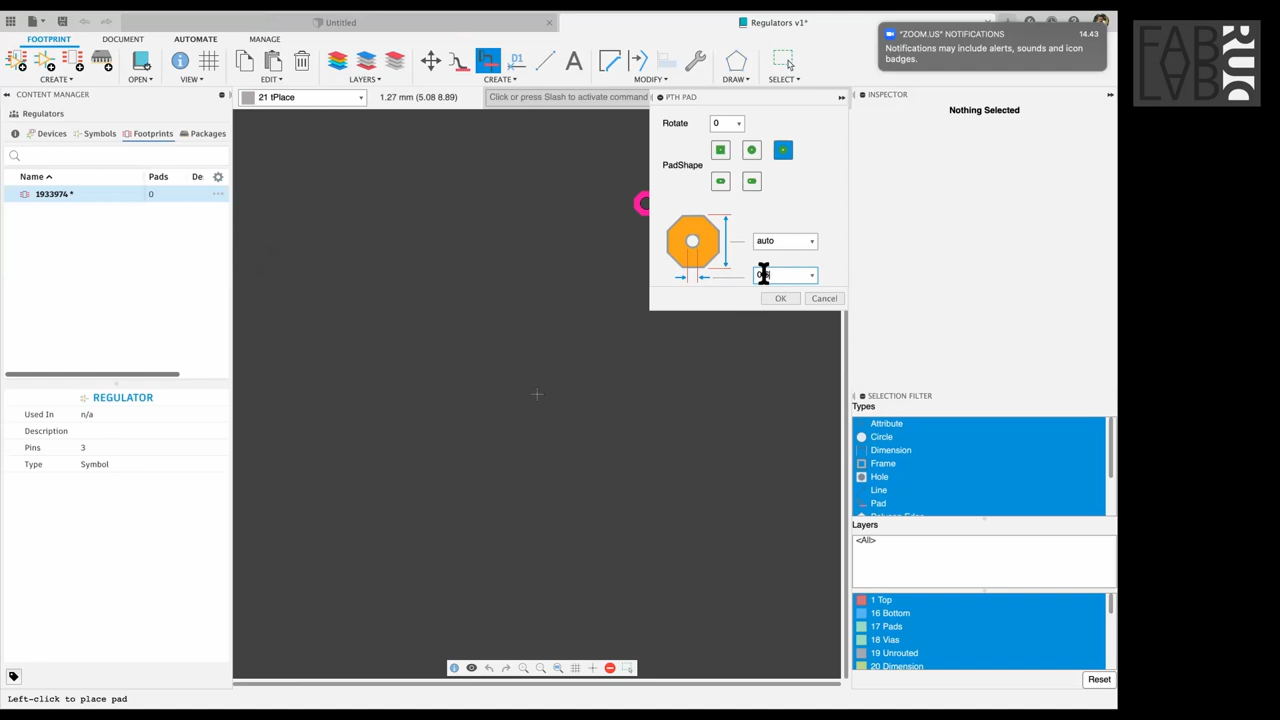 Untitled
Regulators v1*
"ZOOM.US" NOTIFICATIONS
14.43
Notifications may include alerts, sounds and icon
badges.
FAB
LAB
RUC
FOOTPRINT
DOCUMENT
AUTOMATE
MANAGE
CREATE
OPEN
VIEW
EDIT
LAYERS
D1
A
CREATE
MODIFY
DRAW
SELECT
CONTENT MANAGER
21 tPlace
1.27 mm (5.08 8.89)
Click or press Slash to activate command
PTH PAD
INSPECTOR
Nothing Selected
Regulators
Devices
Symbols
Footprints
Packages
Name
Pads
De
1933974 *
0
Rotate
0
PadShape
auto
OK
Cancel
REGULATOR
Used In
n/a
Description
Pins
3
Type
Symbol
SELECTION FILTER
Types
Attribute
Circle
Dimension
Frame
Hole
Line
Pad
Layers
<All>
1 Top
16 Bottom
17 Pads
18 Vias
19 Unrouted
20 Dimension
Reset
Left-click to place pad